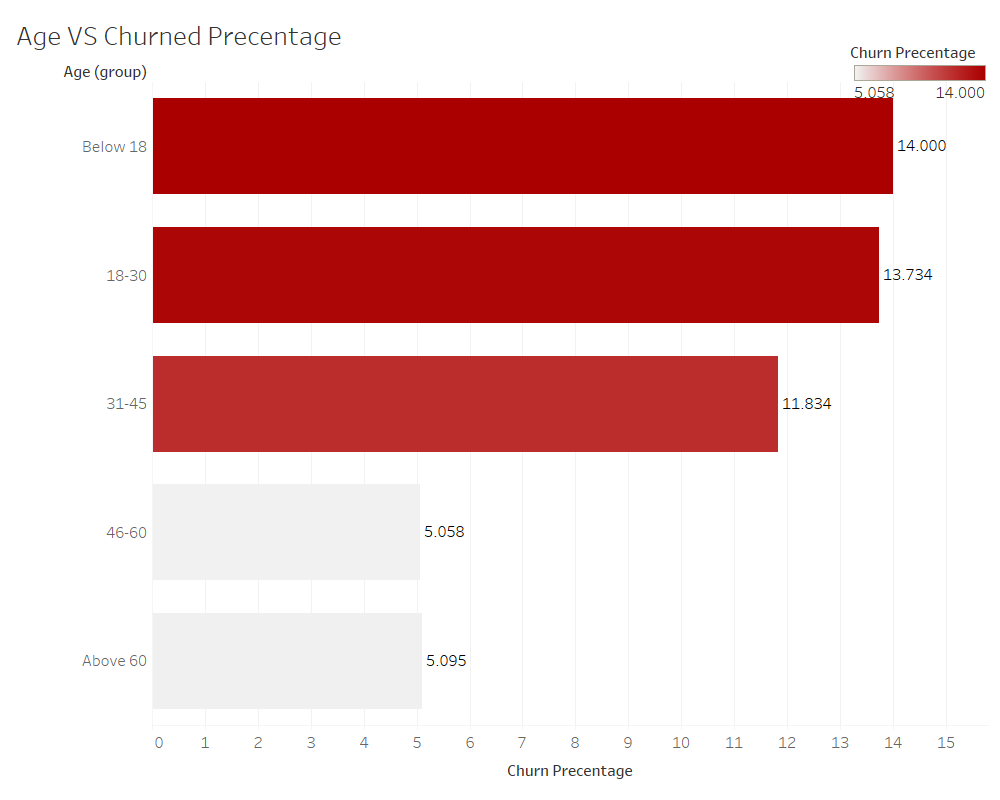 Age VS Churned Precentage
Churn Precentage
5.058 14.000
Age (group)
Below 18 14.000
18-30 13.734
31-45 11.834
46-60 5.058
Above 60 5.095
0 1 2 3 4 5 6 7 8 9 10 11 12 13 14 15
Churn Precentage